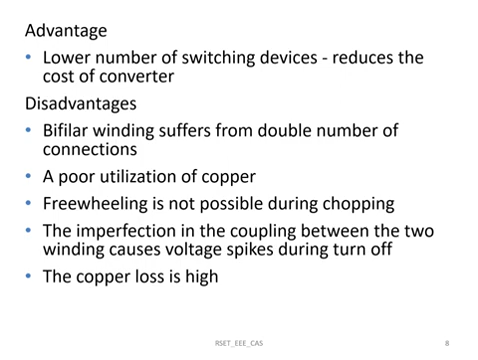 Advantage
• Lower number of switching devices - reduces the
cost of converter
Disadvantages
• Bifilar winding suffers from double number of
connections
• A poor utilization of copper
• Freewheeling is not possible during chopping
• The imperfection in the coupling between the two
winding causes voltage spikes during turn off
• The copper loss is high
RSET_EEE_CAS
8